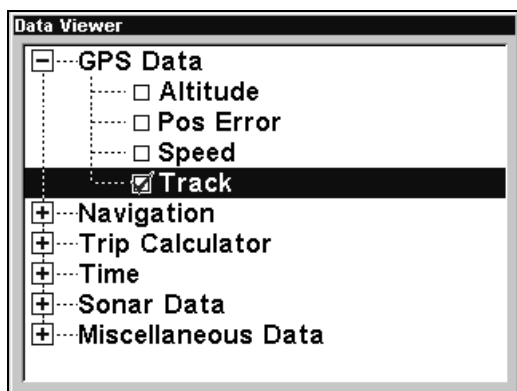 Data Viewer
GPS Data
Altitude
Pos Error
Speed
Track
Navigation
Trip Calculator
Time
Sonar Data
Miscellaneous Data